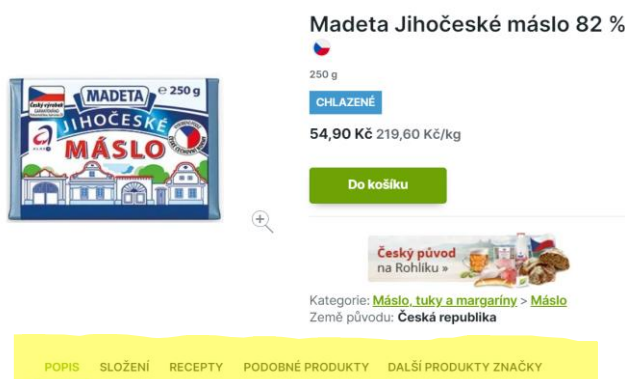 Madeta Jihočeské máslo 82 %
250 g
CHLAZENÉ
54,90 Kč 219,60 Kč/kg
Do košíku
Český výrobek
MADETA
e 250 g
JIHOČESKÉ
MÁSLO
Český původ
na Rohlíku »
Kategorie: Máslo, tuky a margaríny > Máslo
Země původu: Česká republika
POPIS SLOŽENÍ RECEPTY PODOBNÉ PRODUKTY DALŠÍ PRODUKTY ZNAČKY